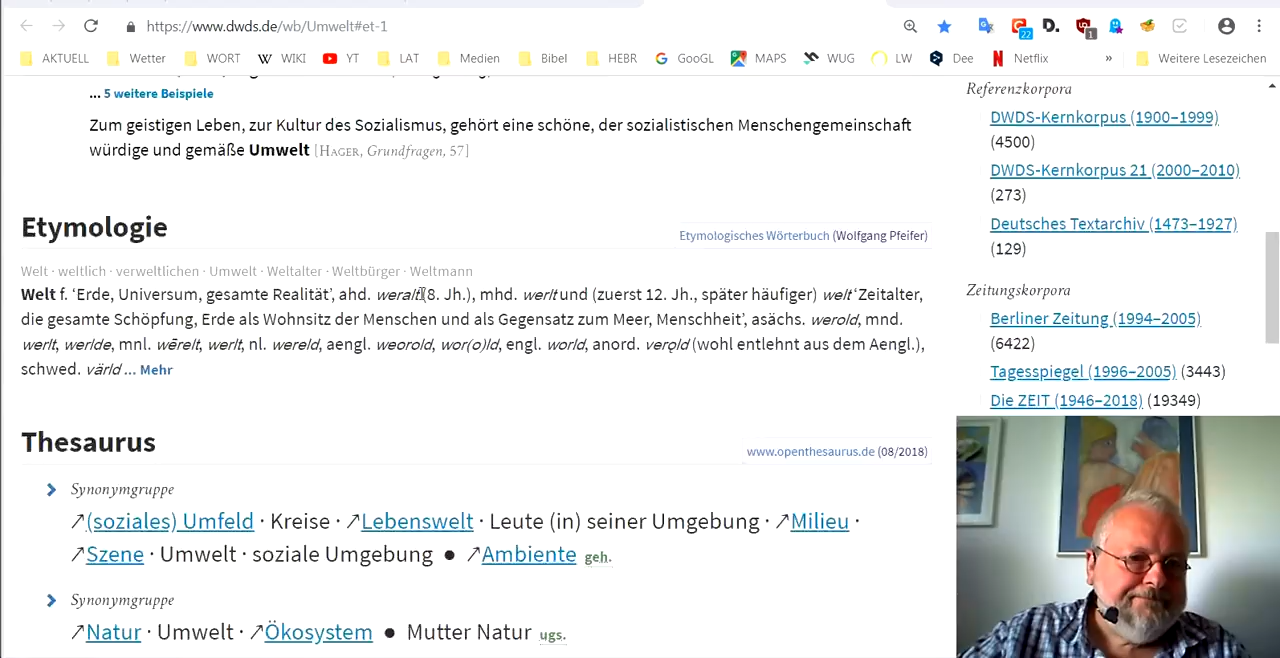 https://www.dwds.de/wb/Umwelt#et-1
22
D.
1
AKTUELL Wetter WORT WIKI YT LAT Medien Bibel HEBR GooGL MAPS WUG LW Dee Netflix » Weitere Lesezeichen
... 5 weitere Beispiele
Zum geistigen Leben, zur Kultur des Sozialismus, gehört eine schöne, der sozialistischen Menschengemeinschaft
würdige und gemäße Umwelt [HAGER, Grundfragen, 57]
Etymologie
Etymologisches Wörterbuch (Wolfgang Pfeifer)
Welt · weltlich · verweltlichen · Umwelt · Weltalter · Weltbürger · Weltmann
Welt f. ‘Erde, Universum, gesamte Realität’, ahd. weralt (8. Jh.), mhd. werlt und (zuerst 12. Jh., später häufiger) welt ‘Zeitalter,
die gesamte Schöpfung, Erde als Wohnsitz der Menschen und als Gegensatz zum Meer, Menschheit’, asächs. werold, mnd.
werlt, werlde, mnl. wērelt, werlt, nl. wereld, aengl. weorold, wor(o)ld, engl. world, anord. verǫld (wohl entlehnt aus dem Aengl.),
schwed. värld ... Mehr
Thesaurus
www.openthesaurus.de (08/2018)
Synonymgruppe
↗(soziales) Umfeld · Kreise · ↗Lebenswelt · Leute (in) seiner Umgebung · ↗Milieu ·
↗Szene · Umwelt · soziale Umgebung ● ↗Ambiente geh.
Synonymgruppe
↗Natur · Umwelt · ↗Ökosystem ● Mutter Natur ugs.
Referenzkorpora
DWDS-Kernkorpus (1900–1999)
(4500)
DWDS-Kernkorpus 21 (2000–2010)
(273)
Deutsches Textarchiv (1473–1927)
(129)
Zeitungskorpora
Berliner Zeitung (1994–2005)
(6422)
Tagesspiegel (1996–2005) (3443)
Die ZEIT (1946–2018) (19349)